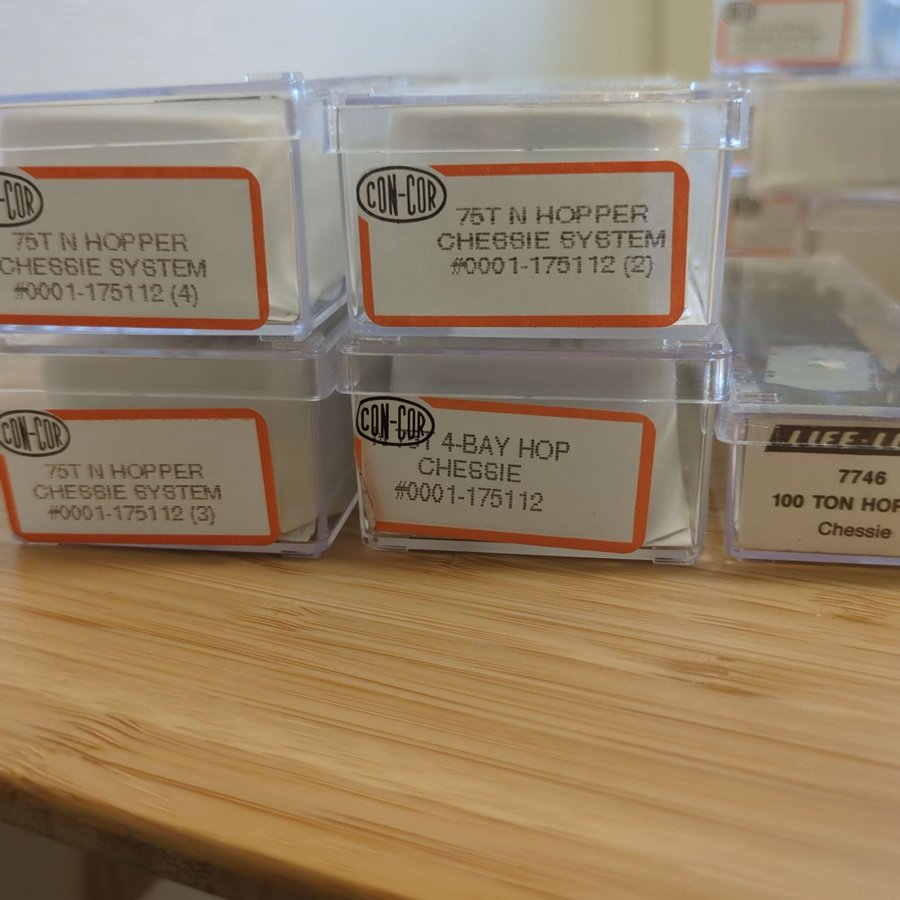 CON-COR
75T N HOPPER
CHESSIE SYSTEM
#0001-175112 (4)
CON-COR
75T N HOPPER
CHESSIE SYSTEM
#0001-175112 (2)
CON-COR
75T N HOPPER
CHESSIE SYSTEM
#0001-175112 (3)
CON-COR
4-BAY HOP
CHESSIE
#0001-175112
LIFE-LI
7746
100 TON HOP
Chessie